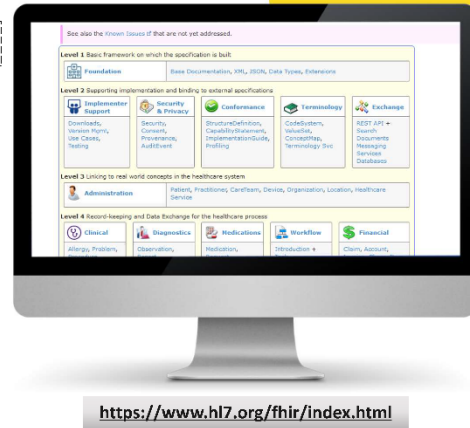 See also the Known Issues if that are not yet addressed.
Level 1 Basic framework on which the specification is built
Foundation
Base Documentation, XML, JSON, Data Types, Extensions
Level 2 Supporting implementation and binding to external specifications
Implementer Support
Downloads,
Version Mgmt,
Use Cases,
Testing
Security & Privacy
Security,
Consent,
Provenance,
AuditEvent
Conformance
StructureDefinition,
CapabilityStatement,
ImplementationGuide,
Profiling
Terminology
CodeSystem,
ValueSet,
ConceptMap,
Terminology Svc
Exchange
REST API +
Search
Documents
Messaging
Services
Databases
Level 3 Linking to real world concepts in the healthcare system
Administration
Patient, Practitioner, CareTeam, Device, Organization, Location, Healthcare
Service
Level 4 Record-keeping and Data Exchange for the healthcare process
Clinical
Allergy, Problem,
Diagnostics
Observation,
Medications
Medication,
Workflow
Introduction +
Financial
Claim, Account,
https://www.hl7.org/fhir/index.html